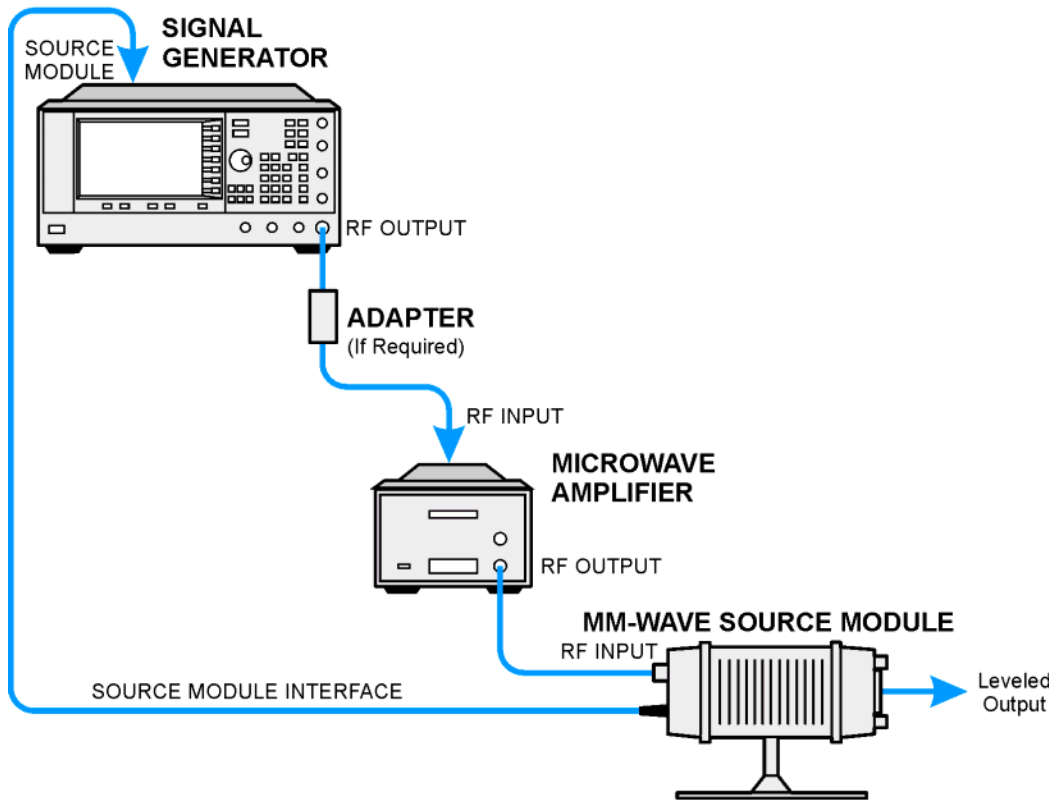 SIGNAL
GENERATOR
SOURCE
MODULE
RF OUTPUT
ADAPTER
(If Required)
RF INPUT
MICROWAVE
AMPLIFIER
RF OUTPUT
MM-WAVE SOURCE MODULE
RF INPUT
SOURCE MODULE INTERFACE
Leveled
Output